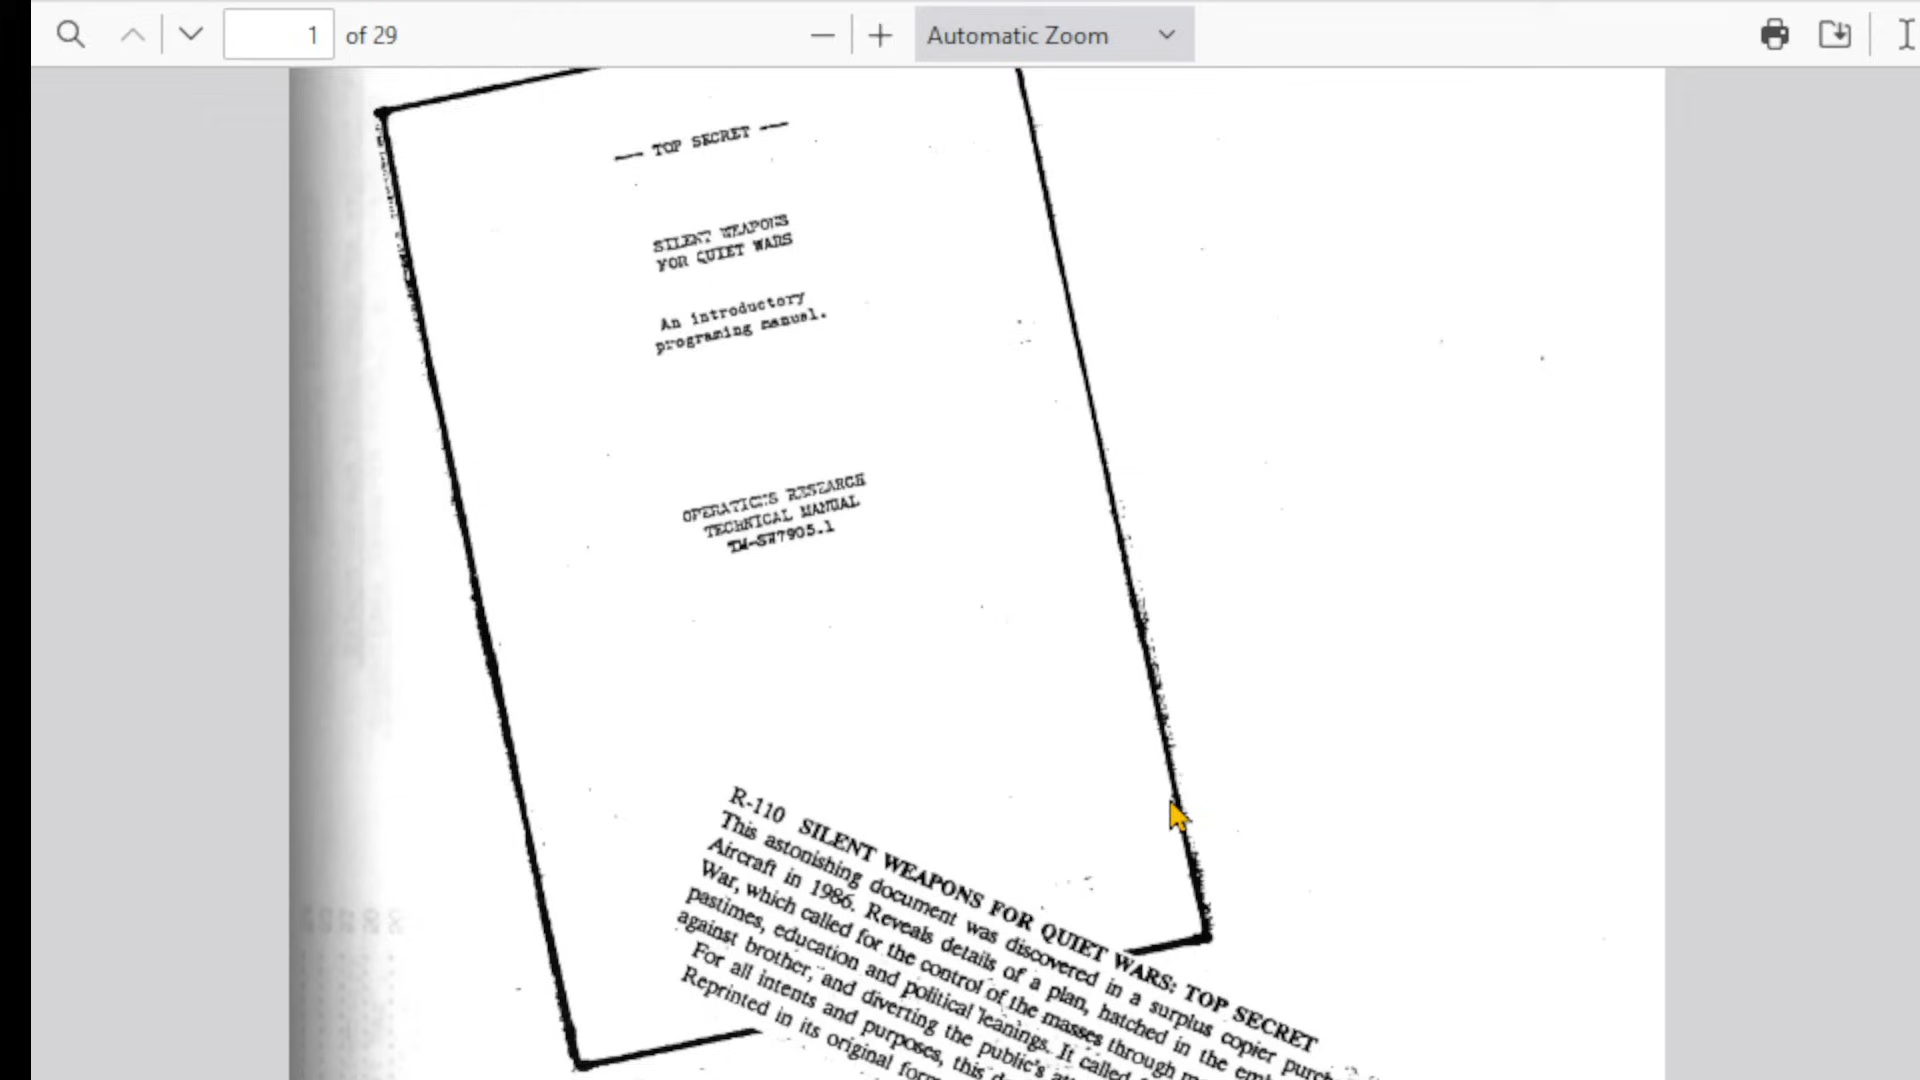 1 of 29 Automatic Zoom
— TOP SECRET —
SILENT WEAPONS
FOR QUIET WARS
An introductory
programing manual.
OPERATIONS RESEARCH
TECHNICAL MANUAL
TM-SW7905.1
R-110 SILENT WEAPONS FOR QUIET WARS: TOP SECRET
This astonishing document was discovered in a surplus copier
Aircraft in 1986. Reveals details of a plan, hatched in the
War, which called for the control of the masses through
pastimes, education and political leanings. It called
against brother, and diverting the public's
For all intents and purposes, this
Reprinted in its original